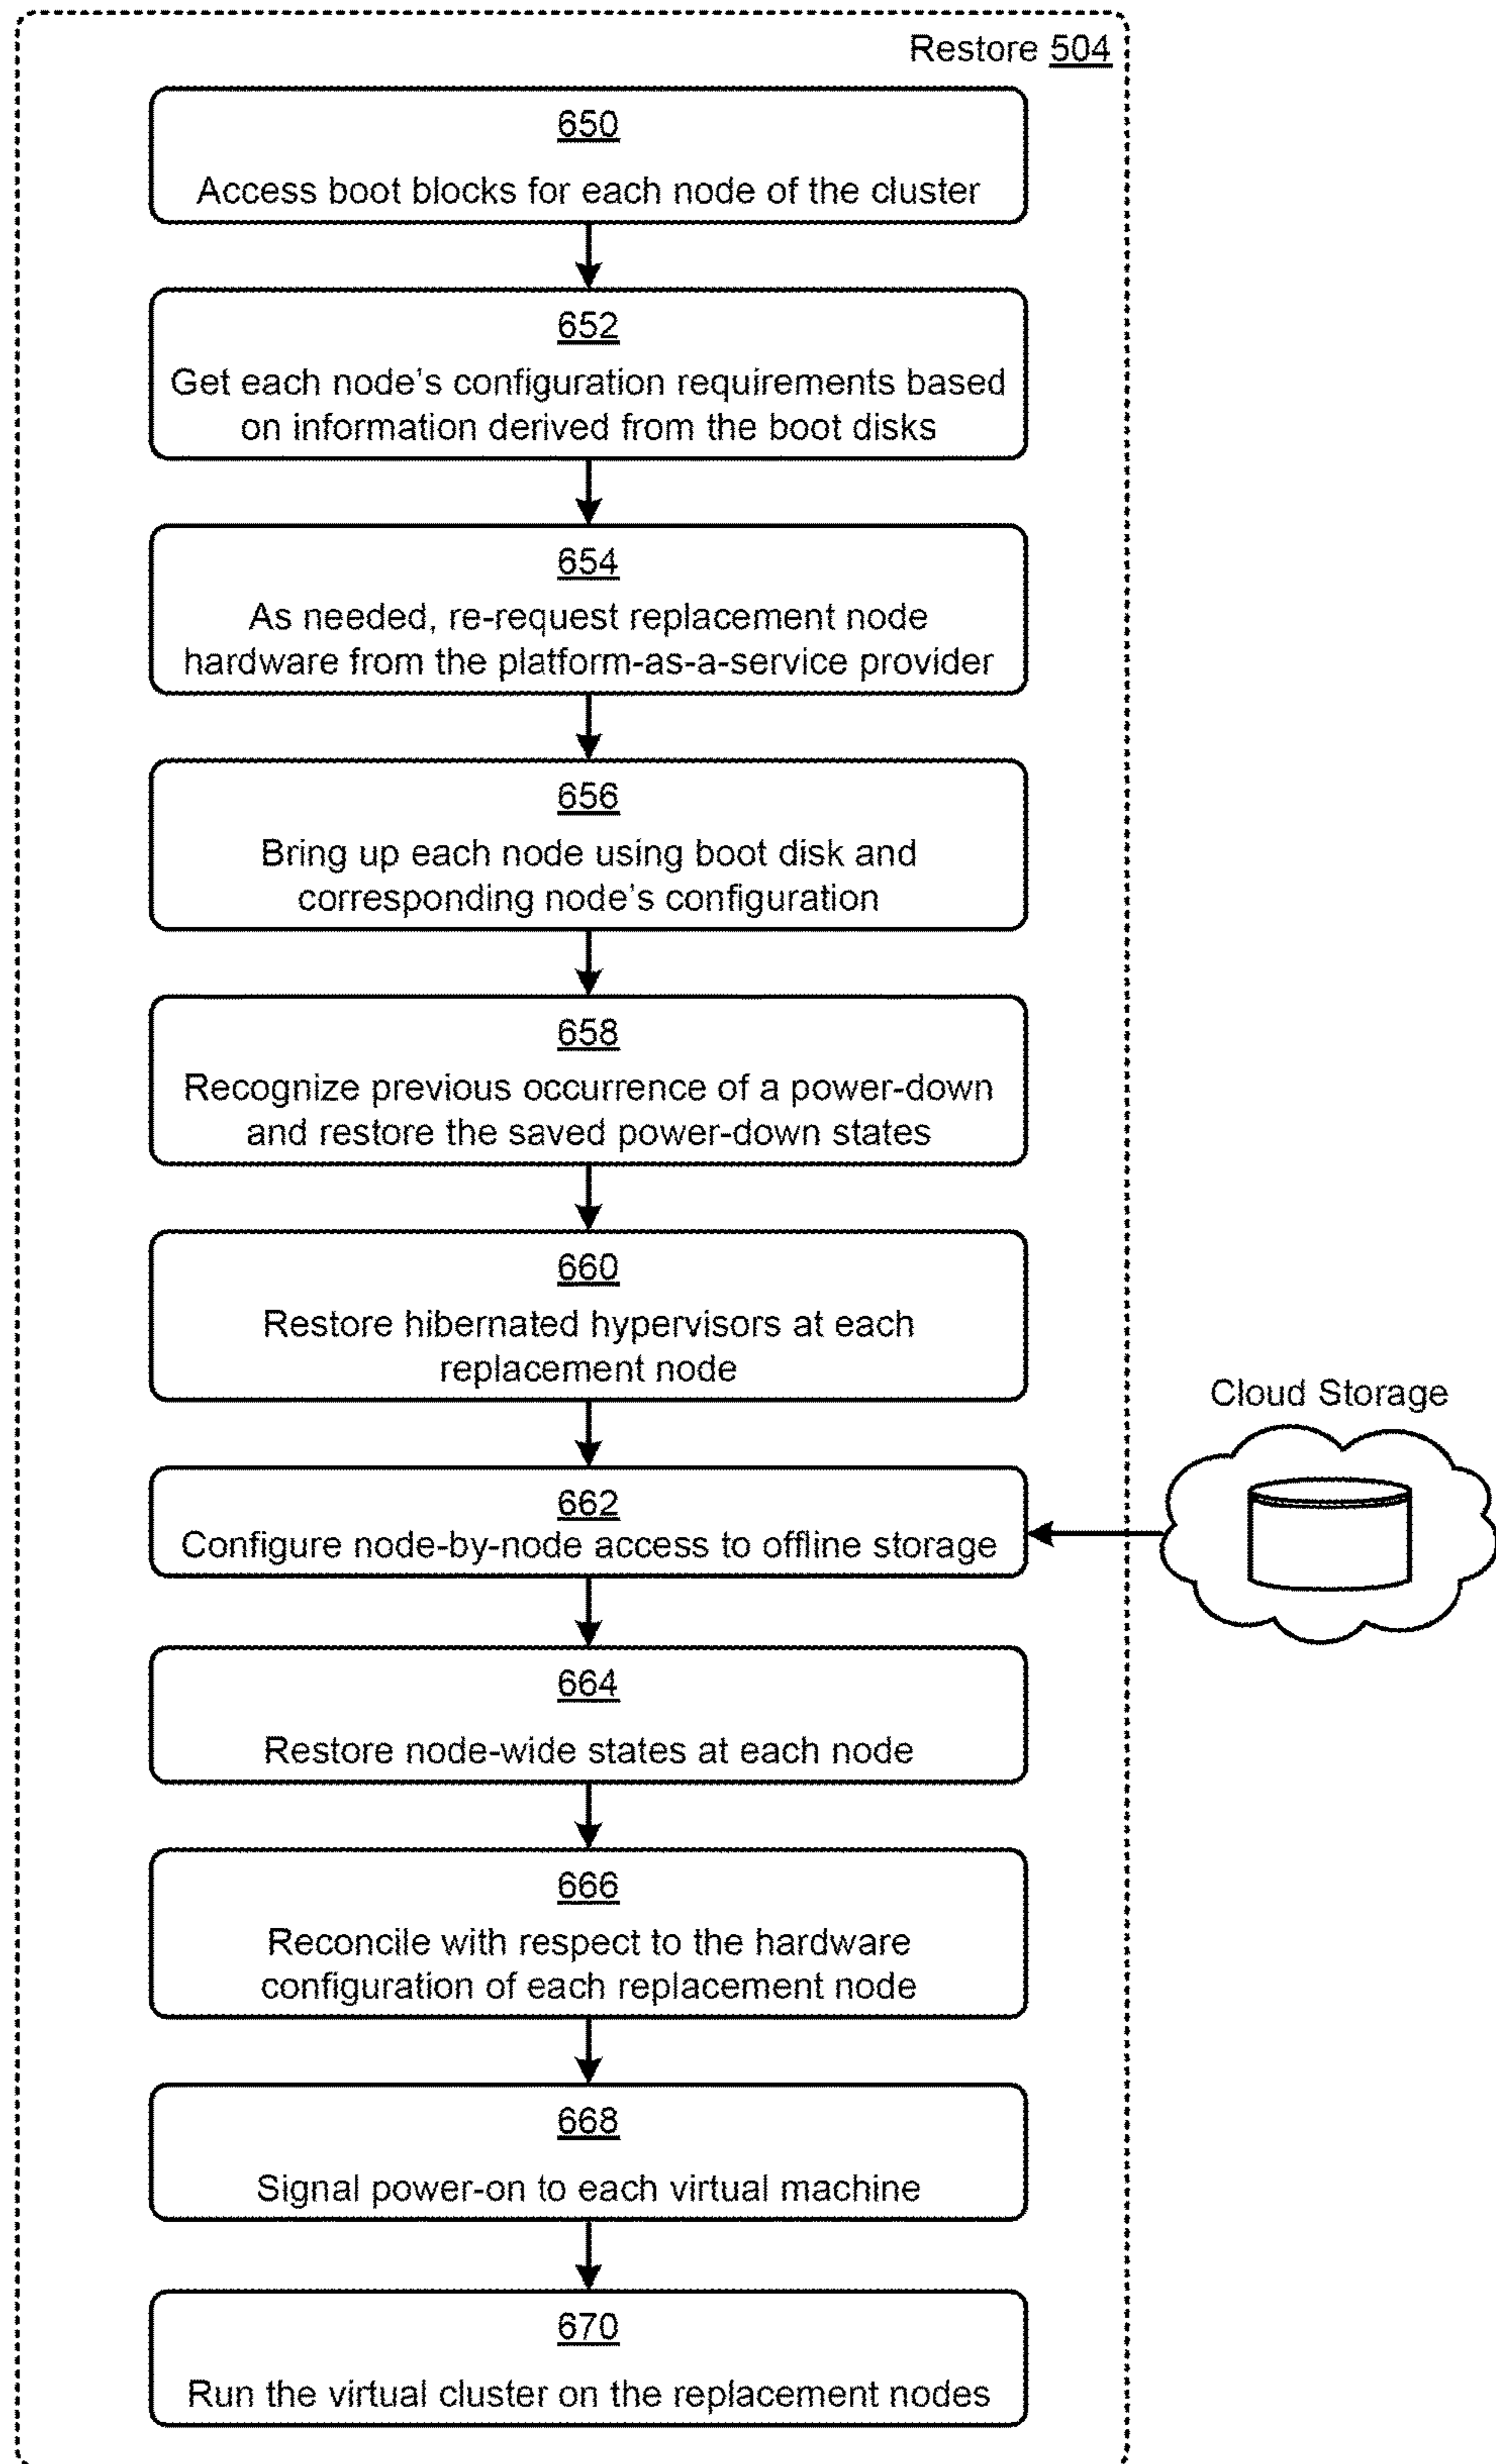 Restore 504
650
Access boot blocks for each node of the cluster
652
Get each node's configuration requirements based
on information derived from the boot disks
654
As needed, re-request replacement node
hardware from the platform-as-a-service provider
656
Bring up each node using boot disk and
corresponding node's configuration
658
Recognize previous occurrence of a power-down
and restore the saved power-down states
660
Restore hibernated hypervisors at each
replacement node
Cloud Storage
662
Configure node-by-node access to offline storage
664
Restore node-wide states at each node
666
Reconcile with respect to the hardware
configuration of each replacement node
668
Signal power-on to each virtual machine
670
Run the virtual cluster on the replacement nodes